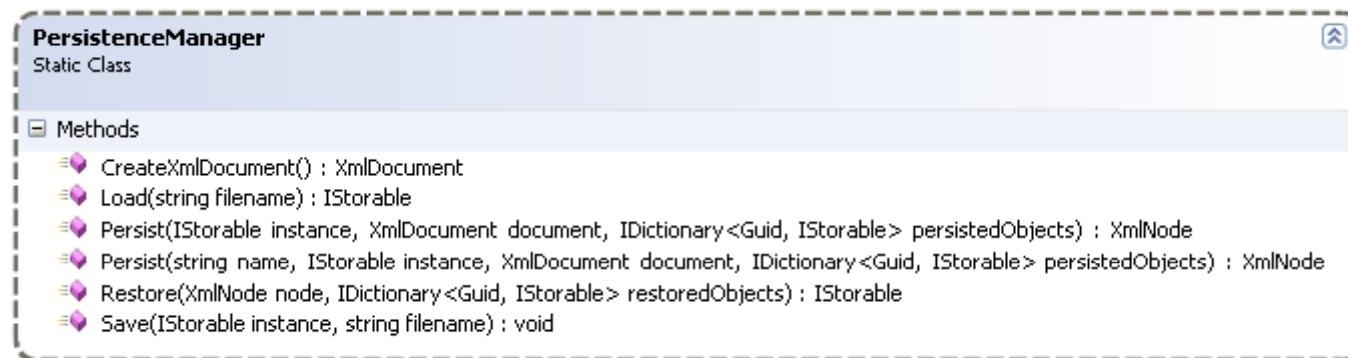 PersistenceManager
Static Class
Methods
CreateXmlDocument() : XmlDocument
Load(string filename) : IStorable
Persist(IStorable instance, XmlDocument document, IDictionary<Guid, IStorable> persistedObjects) : XmlNode
Persist(string name, IStorable instance, XmlDocument document, IDictionary<Guid, IStorable> persistedObjects) : XmlNode
Restore(XmlNode node, IDictionary<Guid, IStorable> restoredObjects) : IStorable
Save(IStorable instance, string filename) : void